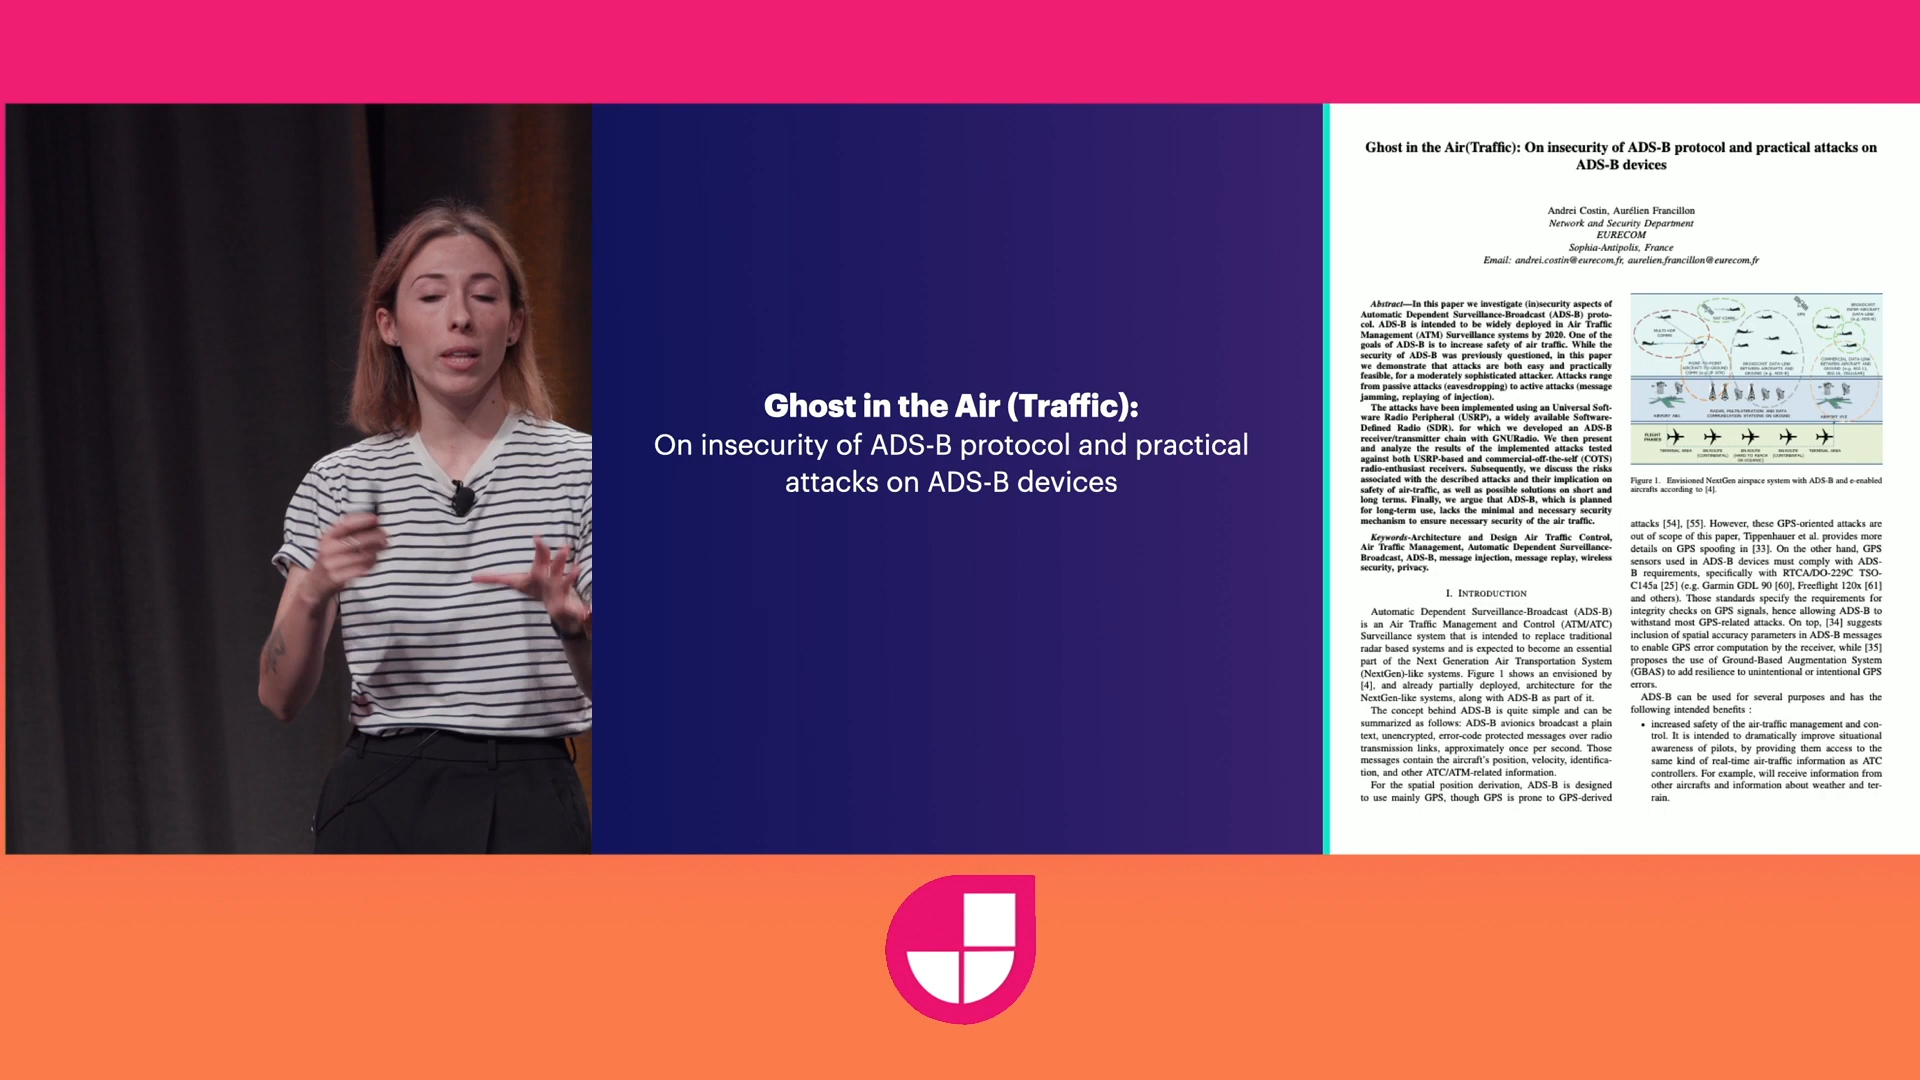 Ghost in the Air (Traffic):
On insecurity of ADS-B protocol and practical
attacks on ADS-B devices
Ghost in the Air(Traffic): On insecurity of ADS-B protocol and practical attacks on
ADS-B devices
Andrei Costin, Aurélien Francillon
Network and Security Department
EURECOM
Sophia-Antipolis, France
Email: andrei.costin@eurecom.fr, aurelien.francillon@eurecom.fr
Abstract—In this paper we investigate (in)security aspects of
Automatic Dependent Surveillance-Broadcast (ADS-B) proto-
col. ADS-B is intended to be widely deployed in Air Traffic
Management (ATM) Surveillance systems by 2020. One of the
goals of ADS-B is to increase safety of air traffic. While the
security of ADS-B was previously questioned, in this paper
we demonstrate that attacks are both easy and practically
feasible, for a moderately sophisticated attacker. Attacks range
from passive attacks (eavesdropping) to active attacks (message
jamming, replaying of injection).
The attacks have been implemented using an Universal Soft-
ware Radio Peripheral (USRP), a widely available Software-
Defined Radio (SDR). for which we developed an ADS-B
receiver/transmitter chain with GNURadio. We then present
and analyze the results of the implemented attacks tested
against both USRP-based and commercial-off-the-self (COTS)
radio-enthusiast receivers. Subsequently, we discuss the risks
associated with the described attacks and their implication on
safety of air-traffic, as well as possible solutions on short and
long terms. Finally, we argue that ADS-B, which is planned
for long-term use, lacks the minimal and necessary security
mechanism to ensure necessary security of the air traffic.
Keywords-Architecture and Design Air Traffic Control,
Air Traffic Management, Automatic Dependent Surveillance-
Broadcast, ADS-B, message injection, message replay, wireless
security, privacy.
I. INTRODUCTION
Automatic Dependent Surveillance-Broadcast (ADS-B)
is an Air Traffic Management and Control (ATM/ATC)
Surveillance system that is intended to replace traditional
radar based systems and is expected to become an essential
part of the Next Generation Air Transportation System
(NextGen)-like systems. Figure 1 shows an envisioned by
[4], and already partially deployed, architecture for the
NextGen-like systems, along with ADS-B as part of it.
The concept behind ADS-B is quite simple and can be
summarized as follows: ADS-B avionics broadcast a plain
text, unencrypted, error-code protected messages over radio
transmission links, approximately once per second. Those
messages contain the aircraft's position, velocity, identifica-
tion, and other ATC/ATM-related information.
For the spatial position derivation, ADS-B is designed
to use mainly GPS, though GPS is prone to GPS-derived
FLIGHT
PHASES
TERMINAL AREA
EN-ROUTE
(CONTINENTAL)
EN-ROUTE
(HARD TO REACH
OR OCEANIC)
EN-ROUTE
(CONTINENTAL)
TERMINAL AREA
Figure 1. Envisioned NextGen airspace system with ADS-B and e-enabled
aircrafts according to [4].
attacks [54], [55]. However, these GPS-oriented attacks are
out of scope of this paper, Tippenhauer et al. provides more
details on GPS spoofing in [33]. On the other hand, GPS
sensors used in ADS-B devices must comply with ADS-
B requirements, specifically with RTCA/DO-229C TSO-
C145a [25] (e.g. Garmin GDL 90 [60], Freeflight 120x [61]
and others). Those standards specify the requirements for
integrity checks on GPS signals, hence allowing ADS-B to
withstand most GPS-related attacks. On top, [34] suggests
inclusion of spatial accuracy parameters in ADS-B messages
to enable GPS error computation by the receiver, while [35]
proposes the use of Ground-Based Augmentation System
(GBAS) to add resilience to unintentional or intentional GPS
errors.
ADS-B can be used for several purposes and has the
following intended benefits :
• increased safety of the air-traffic management and con-
trol. It is intended to dramatically improve situational
awareness of pilots, by providing them access to the
same kind of real-time air-traffic information as ATC
controllers. For example, will receive information from
other aircrafts and information about weather and ter-
rain.